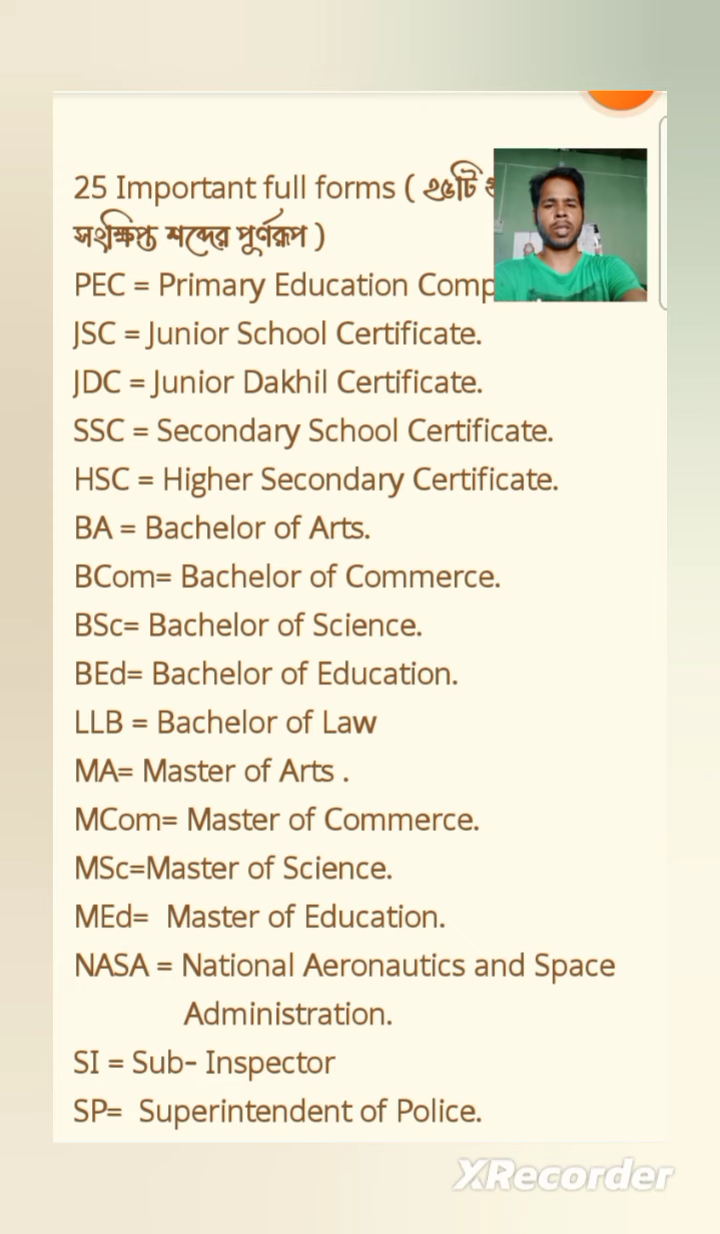 25 Important full forms ( ২৫টি
সংক্ষিপ্ত শব্দের পূর্ণরূপ )
PEC = Primary Education
JSC = Junior School Certificate.
JDC = Junior Dakhil Certificate.
SSC = Secondary School Certificate.
HSC = Higher Secondary Certificate.
BA = Bachelor of Arts.
BCom= Bachelor of Commerce.
BSc= Bachelor of Science.
BEd= Bachelor of Education.
LLB = Bachelor of Law
MA= Master of Arts .
MCom= Master of Commerce.
MSc=Master of Science.
MEd=  Master of Education.
NASA = National Aeronautics and Space
Administration.
SI = Sub- Inspector
SP=  Superintendent of Police.
XRecorder